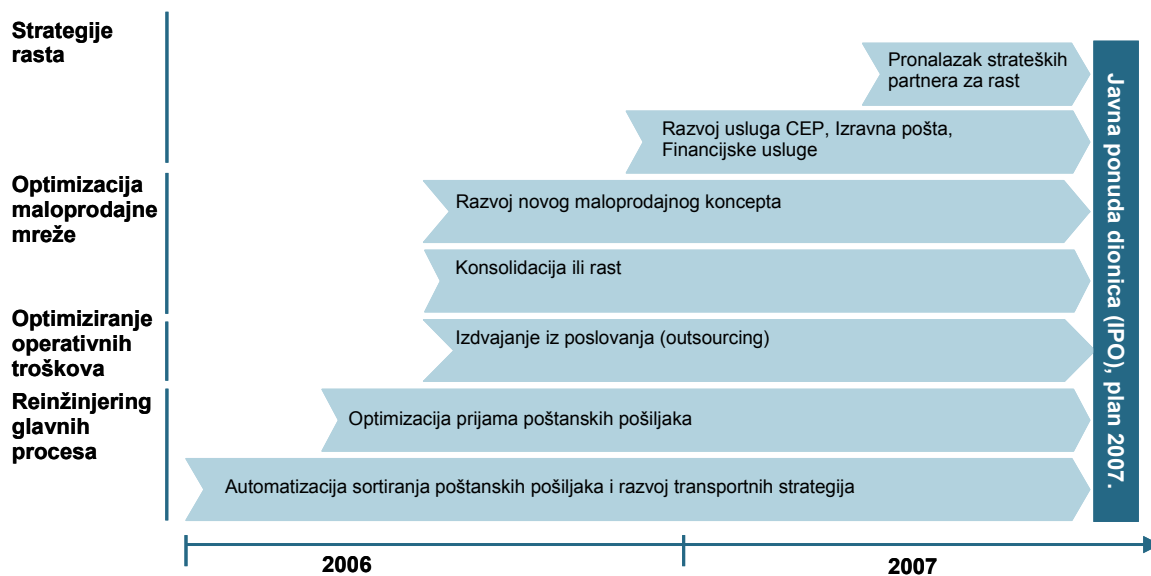 Strategije
rasta
Pronalazak strateških
partnera za rast
Razvoj usluga CEP, Izravna pošta,
Financijske usluge
Optimizacija
maloprodajne
mreže
Razvoj novog maloprodajnog koncepta
Konsolidacija ili rast
Optimiziranje
operativnih
troškova
Izdvajanje iz poslovanja (outsourcing)
Reinžinjering
glavnih
procesa
Optimizacija prijama poštanskih pošiljaka
Automatizacija sortiranja poštanskih pošiljaka i razvoj transportnih strategija
Javna ponuda dionica (IPO), plan 2007.
2006
2007